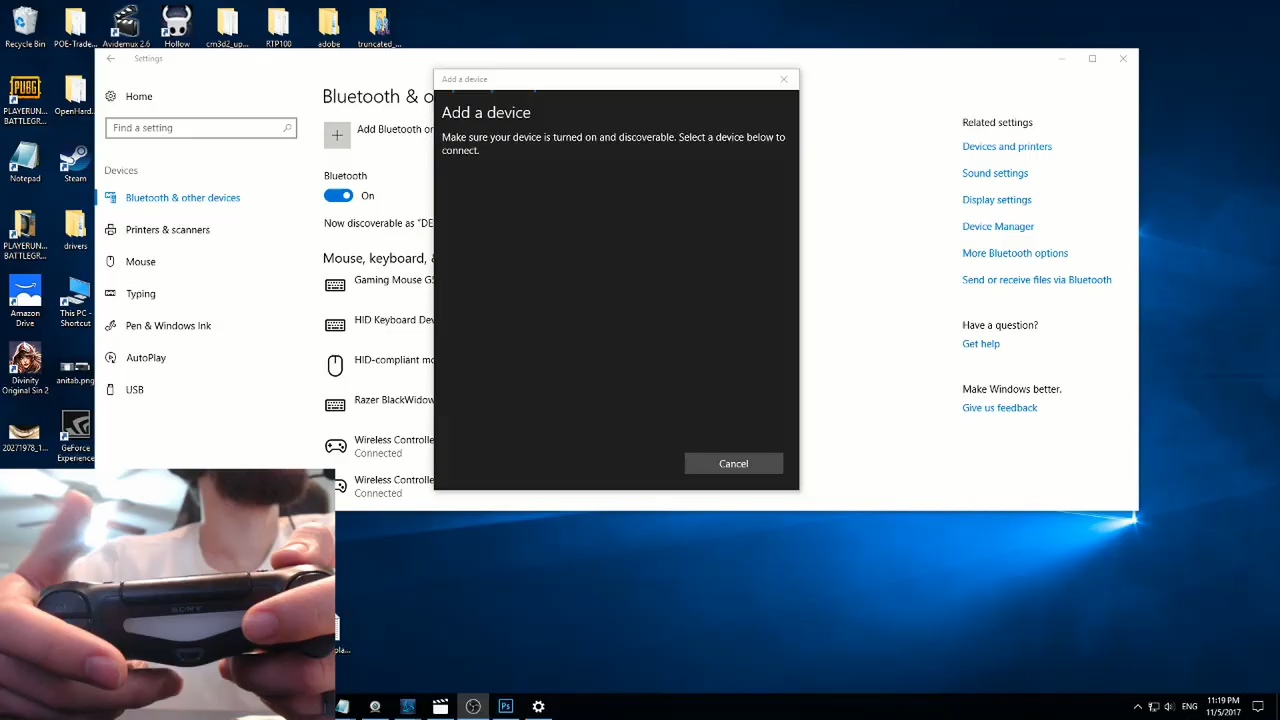 Recycle Bin
POE-Trade...
Avidemux 2.6
Hollow
cm3d2_up...
RTP100
adobe
truncated_...
PLAYERUN...
BATTLEGR...
OpenHard...
Notepad
Steam
PLAYERUN...
BATTLEGR...
drivers
Amazon
Drive
This PC -
Shortcut
Divinity
Original Sin 2
anitab.png
20271978_1...
GeForce
Experience
Settings
Home
Find a setting
Devices
Bluetooth & other devices
Printers & scanners
Mouse
Typing
Pen & Windows Ink
AutoPlay
USB
Bluetooth & o
Add Bluetooth or
Bluetooth
On
Now discoverable as "DE
Mouse, keyboard, &
Gaming Mouse G5
HID Keyboard Dev
HID-compliant mo
Razer BlackWidow
Wireless Controlle
Connected
Wireless Controlle
Connected
Add a device
Add a device
Make sure your device is turned on and discoverable. Select a device below to
connect.
Cancel
Related settings
Devices and printers
Sound settings
Display settings
Device Manager
More Bluetooth options
Send or receive files via Bluetooth
Have a question?
Get help
Make Windows better.
Give us feedback
SONY
Ps
ENG
11:19 PM
11/5/2017